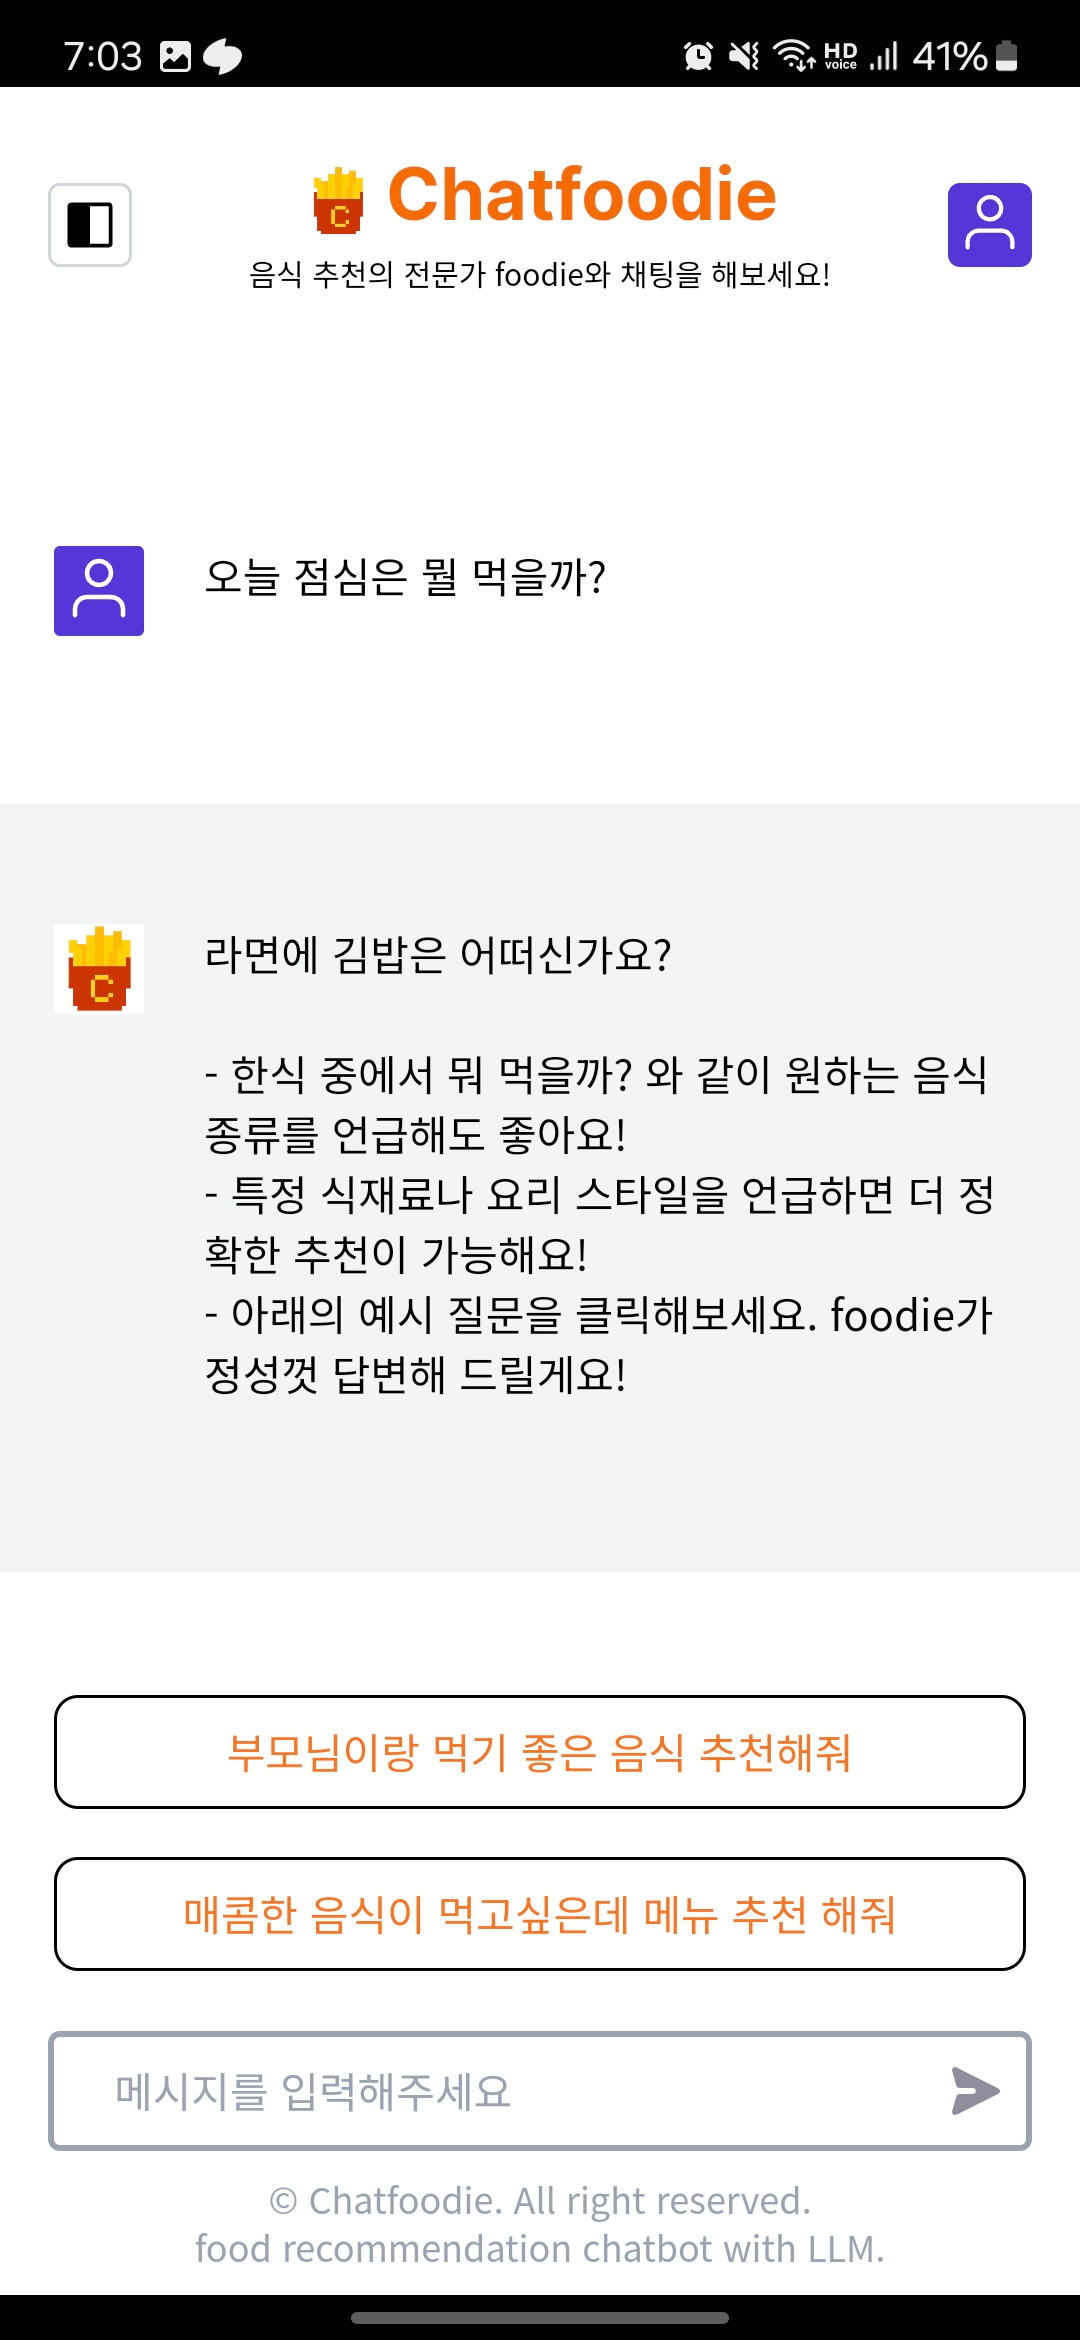 7:03
HD voice 41%
Chatfoodie
음식 추천의 전문가 foodie와 채팅을 해보세요!
오늘 점심은 뭘 먹을까?
C
라면에 김밥은 어떠신가요?
- 한식 중에서 뭐 먹을까? 와 같이 원하는 음식
종류를 언급해도 좋아요!
- 특정 식재료나 요리 스타일을 언급하면 더 정
확한 추천이 가능해요!
- 아래의 예시 질문을 클릭해보세요. foodie가
정성껏 답변해 드릴게요!
부모님이랑 먹기 좋은 음식 추천해줘
매콤한 음식이 먹고싶은데 메뉴 추천 해줘
메시지를 입력해주세요
© Chatfoodie. All right reserved.
food recommendation chatbot with LLM.